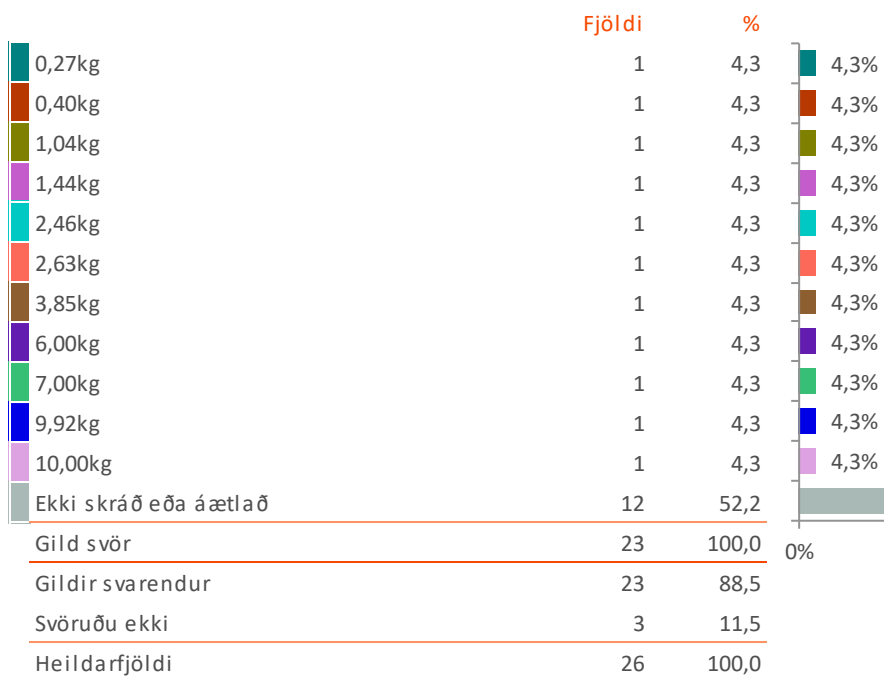 Fjöldi %
0,27kg 1 4,3 4,3%
0,40kg 1 4,3 4,3%
1,04kg 1 4,3 4,3%
1,44kg 1 4,3 4,3%
2,46kg 1 4,3 4,3%
2,63kg 1 4,3 4,3%
3,85kg 1 4,3 4,3%
6,00kg 1 4,3 4,3%
7,00kg 1 4,3 4,3%
9,92kg 1 4,3 4,3%
10,00kg 1 4,3 4,3%
Ekki skráð eða áætlað 12 52,2
Gild svör 23 100,0
0%
Gildir svarendur 23 88,5
Svöruðu ekki 3 11,5
Heildarfjöldi 26 100,0